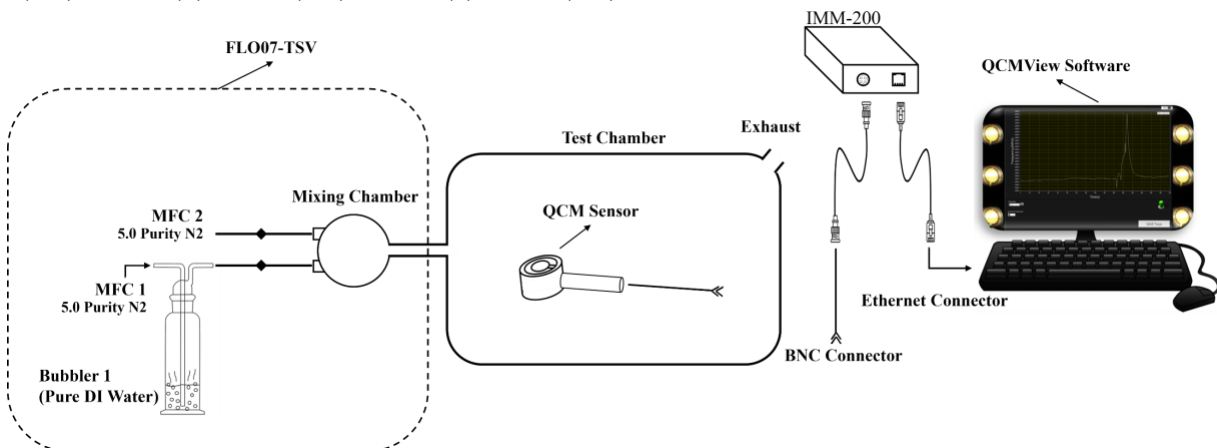 FLO07-TSV
MFC 2
5.0 Purity N2
MFC 1
5.0 Purity N2
Bubbler 1
(Pure DI Water)
Mixing Chamber
Test Chamber
Exhaust
QCM Sensor
IMM-200
BNC Connector
Ethernet Connector
QCMView Software